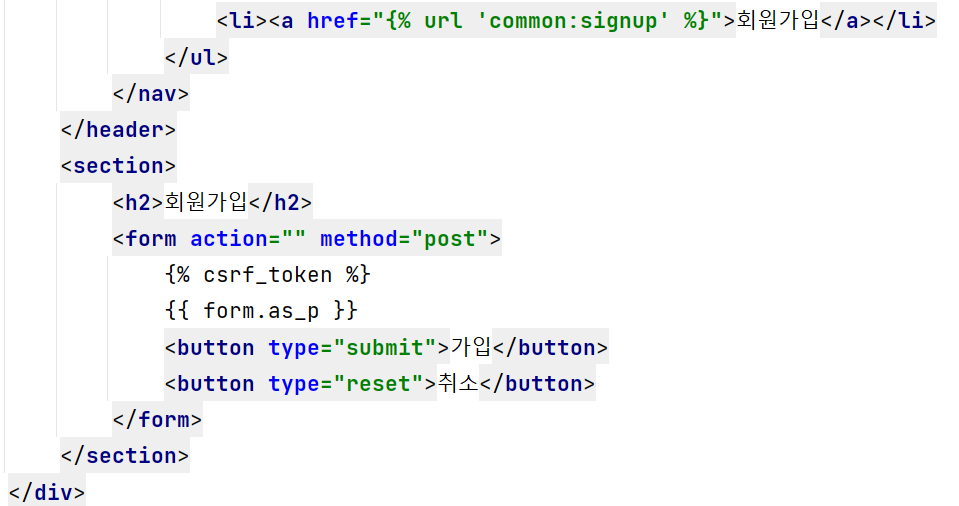 <li><a href="{% url 'common:signup' %}">회원가입</a></li>
</ul>
</nav>
</header>
<section>
<h2>회원가입</h2>
<form action="" method="post">
{% csrf_token %}
{{ form.as_p }}
<button type="submit">가입</button>
<button type="reset">취소</button>
</form>
</section>
</div>